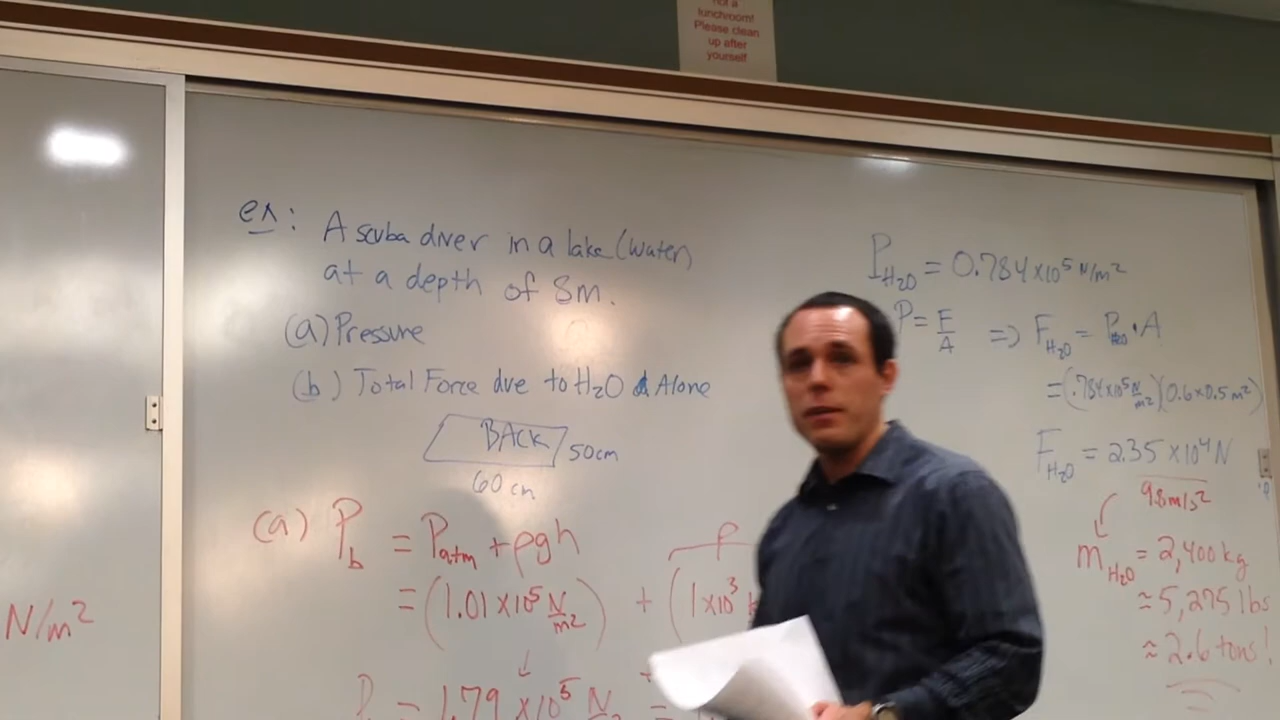 not a
lunchroom!
Please clean
up after
yourself
ex: A scuba diver in a lake (water)
at a depth of 8m.
(a) Pressure
(b) Total Force due to H₂O Alone
BACK
50cm
60 cm
(a) P_b = P_atm + ρgh
= (1.01 x 10⁵ N/m²) + (1x10³
ρ
= 1.79 x 10⁵ N
N/m²
P_H₂O = 0.784 x 10⁵ N/m²
P = F/A => F_H₂O = P_H₂O • A
= (.784x10⁵ N/m²)(0.6 x 0.5 m²)
F_H₂O = 2.35 x 10⁴ N
9.8m/s²
m_H₂O = 2,400 kg
≈ 5,275 lbs
≈ 2.6 tons!